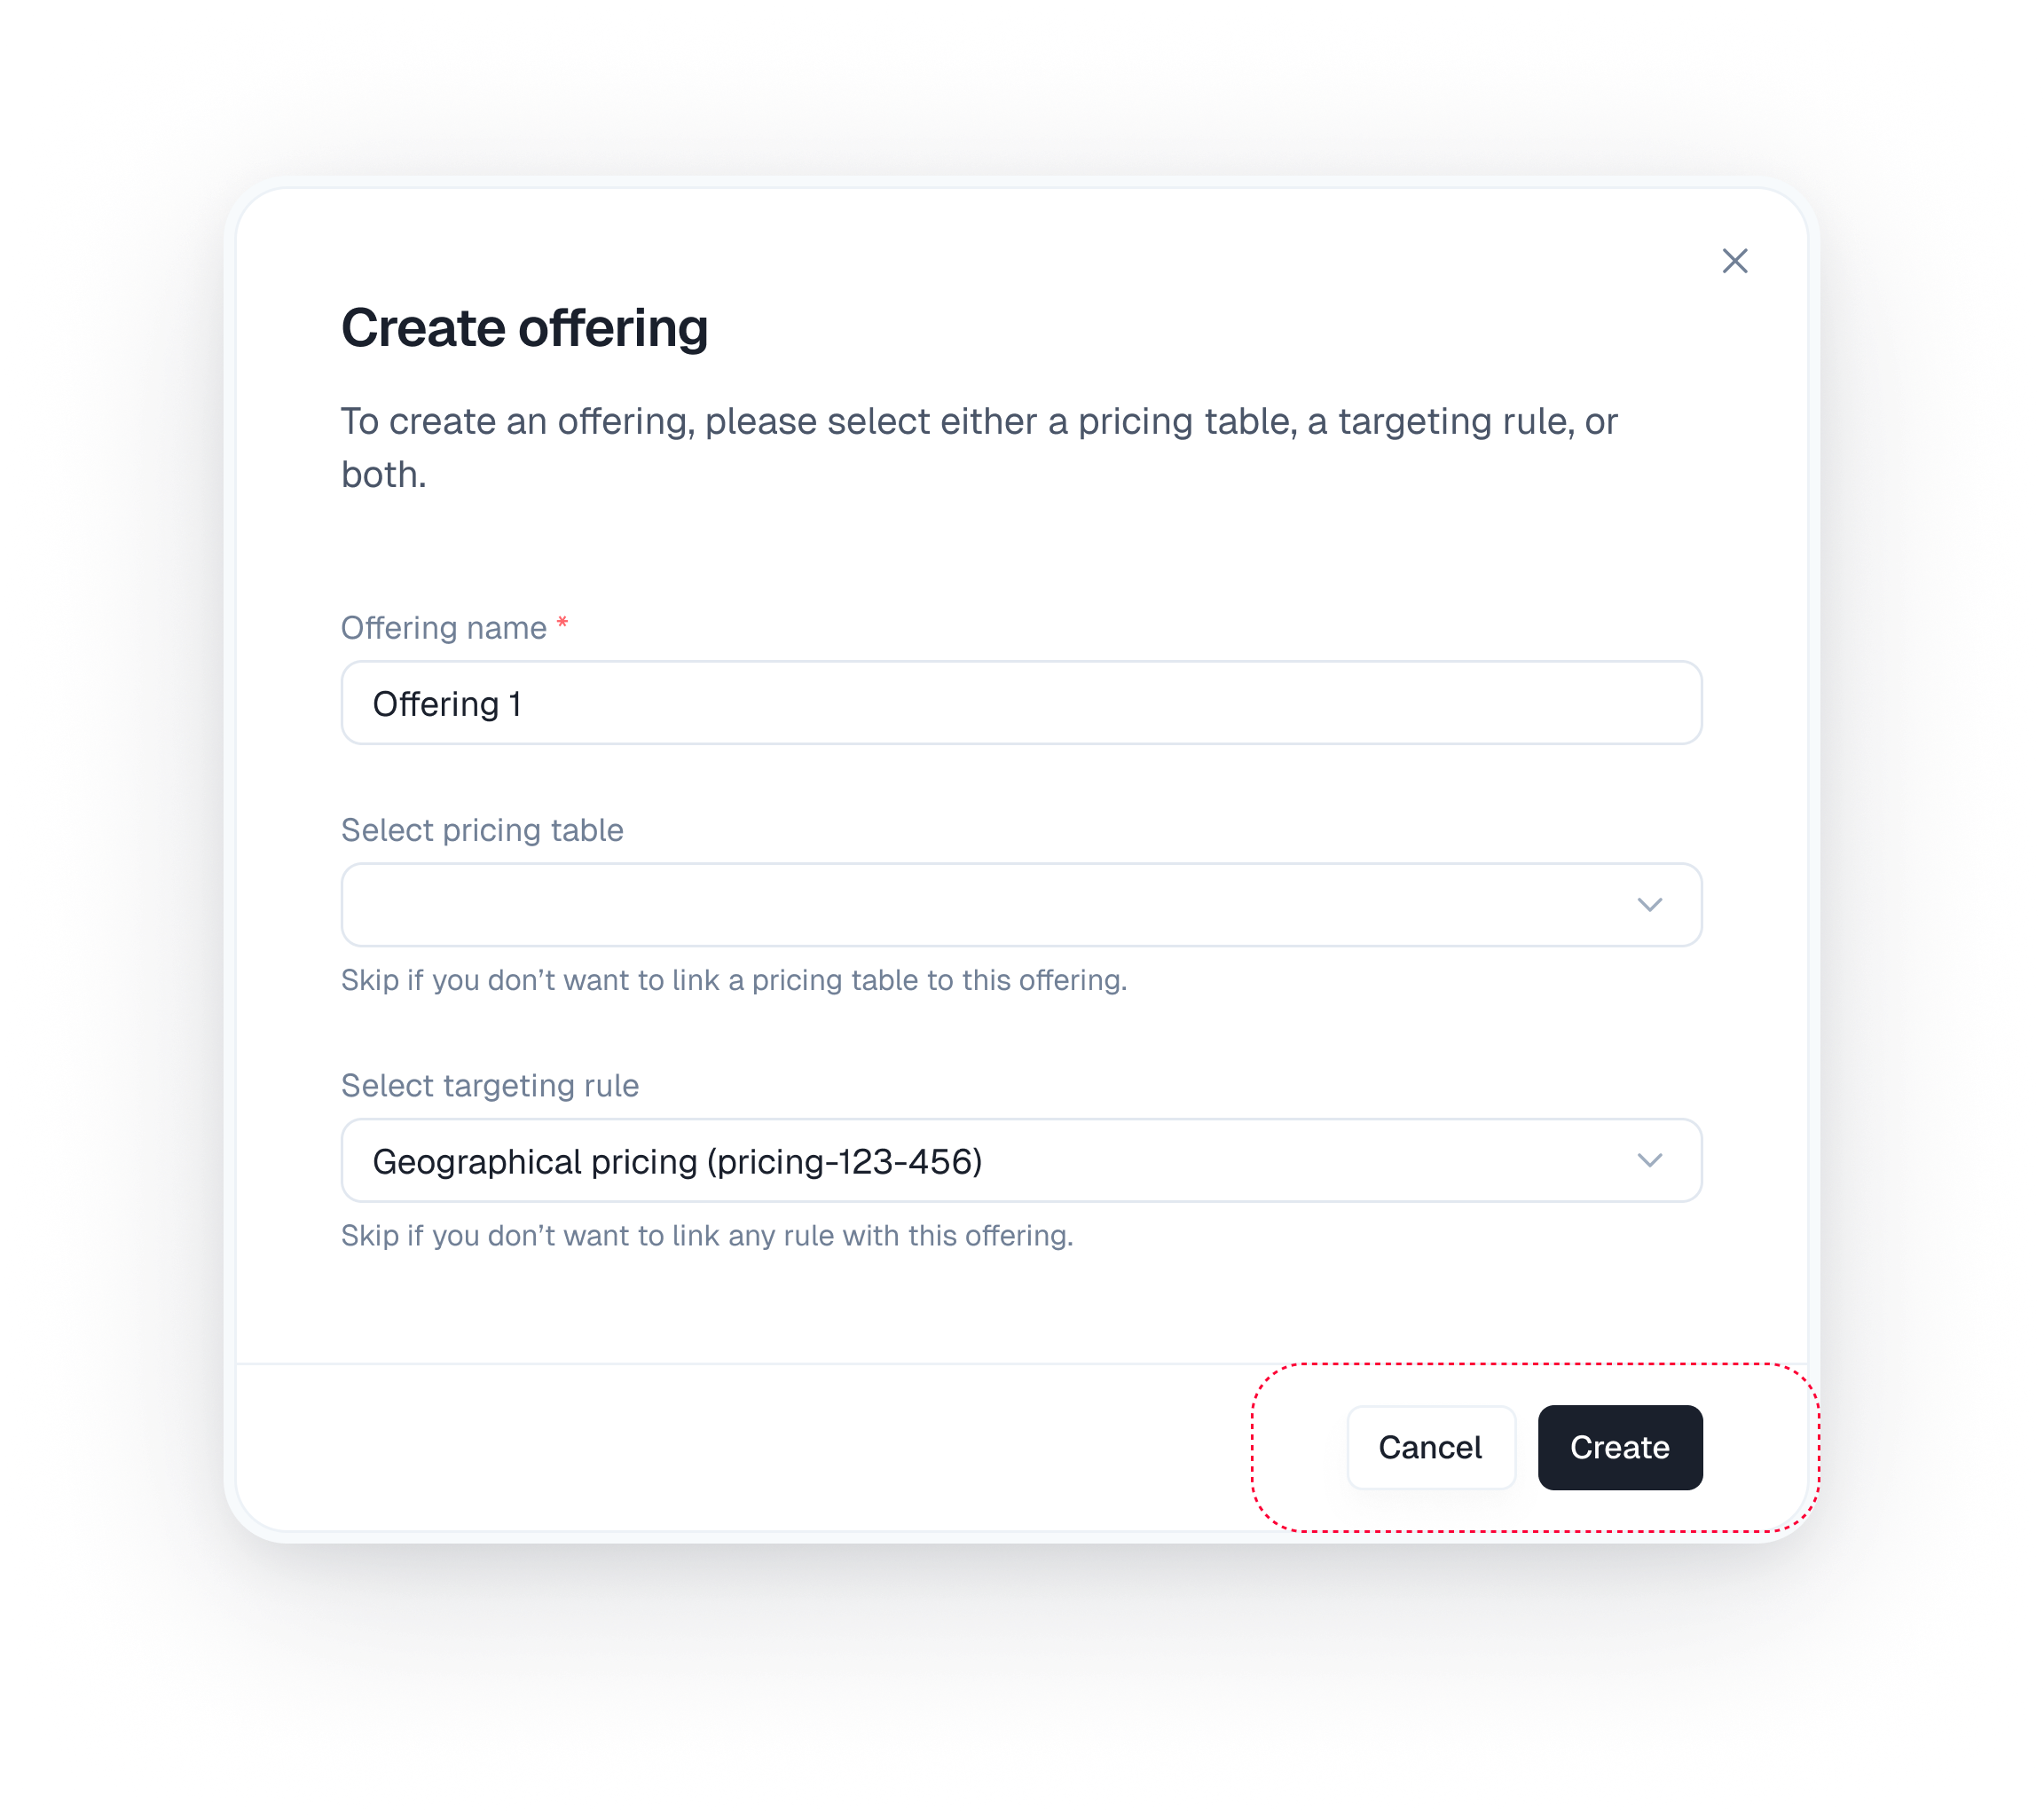 Create offering
To create an offering, please select either a pricing table, a targeting rule, or
both.
Offering name *
Offering 1
Select pricing table
Skip if you don’t want to link a pricing table to this offering.
Select targeting rule
Geographical pricing (pricing-123-456)
Skip if you don’t want to link any rule with this offering.
Cancel
Create